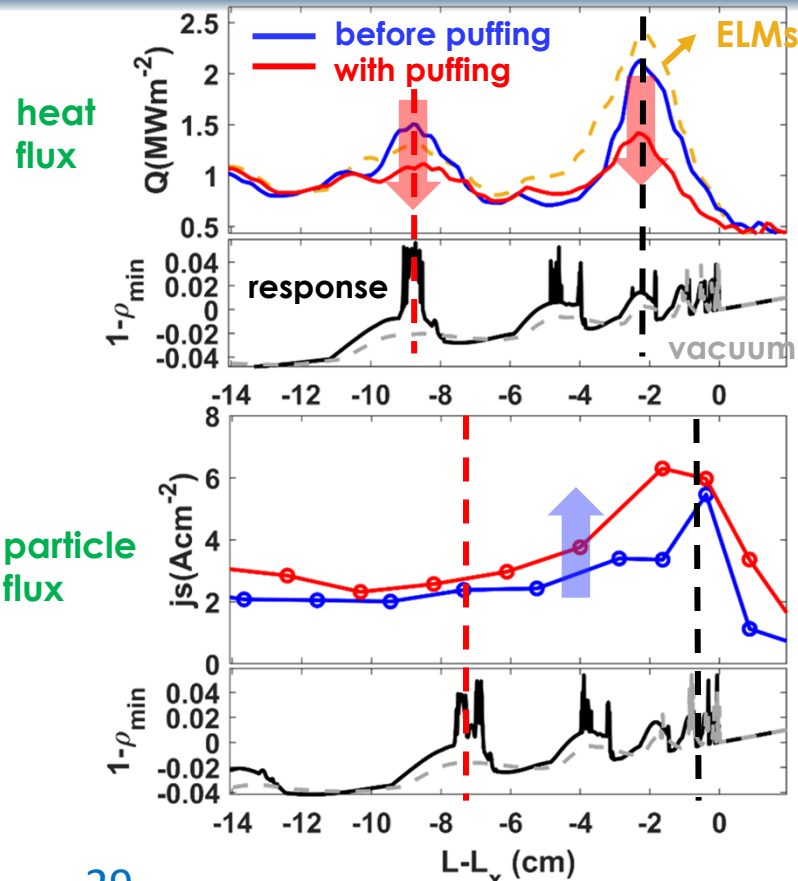 heat
flux
Q(MWm-2)
2.5
2
1.5
1
0.5
before puffing
with puffing
ELMs
1-ρmin
0.04
0.02
0
-0.02
-0.04
response
vacuum
-14 -12 -10 -8 -6 -4 -2 0
particle
flux
js(Acm-2)
8
6
4
2
0
1-ρmin
0.04
0.02
0
-0.02
-0.04
-14 -12 -10 -8 -6 -4 -2 0
L-Lx (cm)